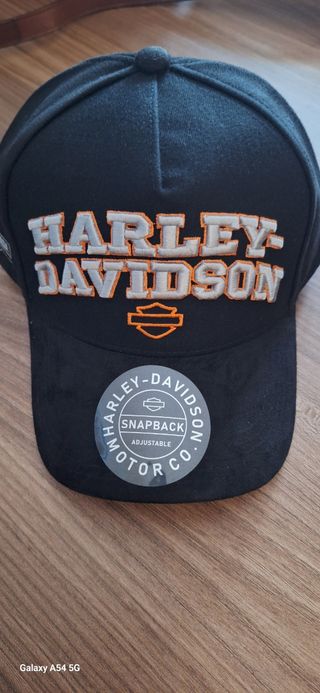 HARLEY-
DAVIDSON
HARLEY-DAVIDSON
SNAPBACK
ADJUSTABLE
MOTOR CO.
Galaxy A54 5G